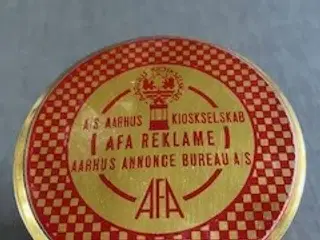 A/S AARHUS KIOSKSELSKAB
AFA REKLAME
AARHUS ANNONCE BUREAU A/S
AFA